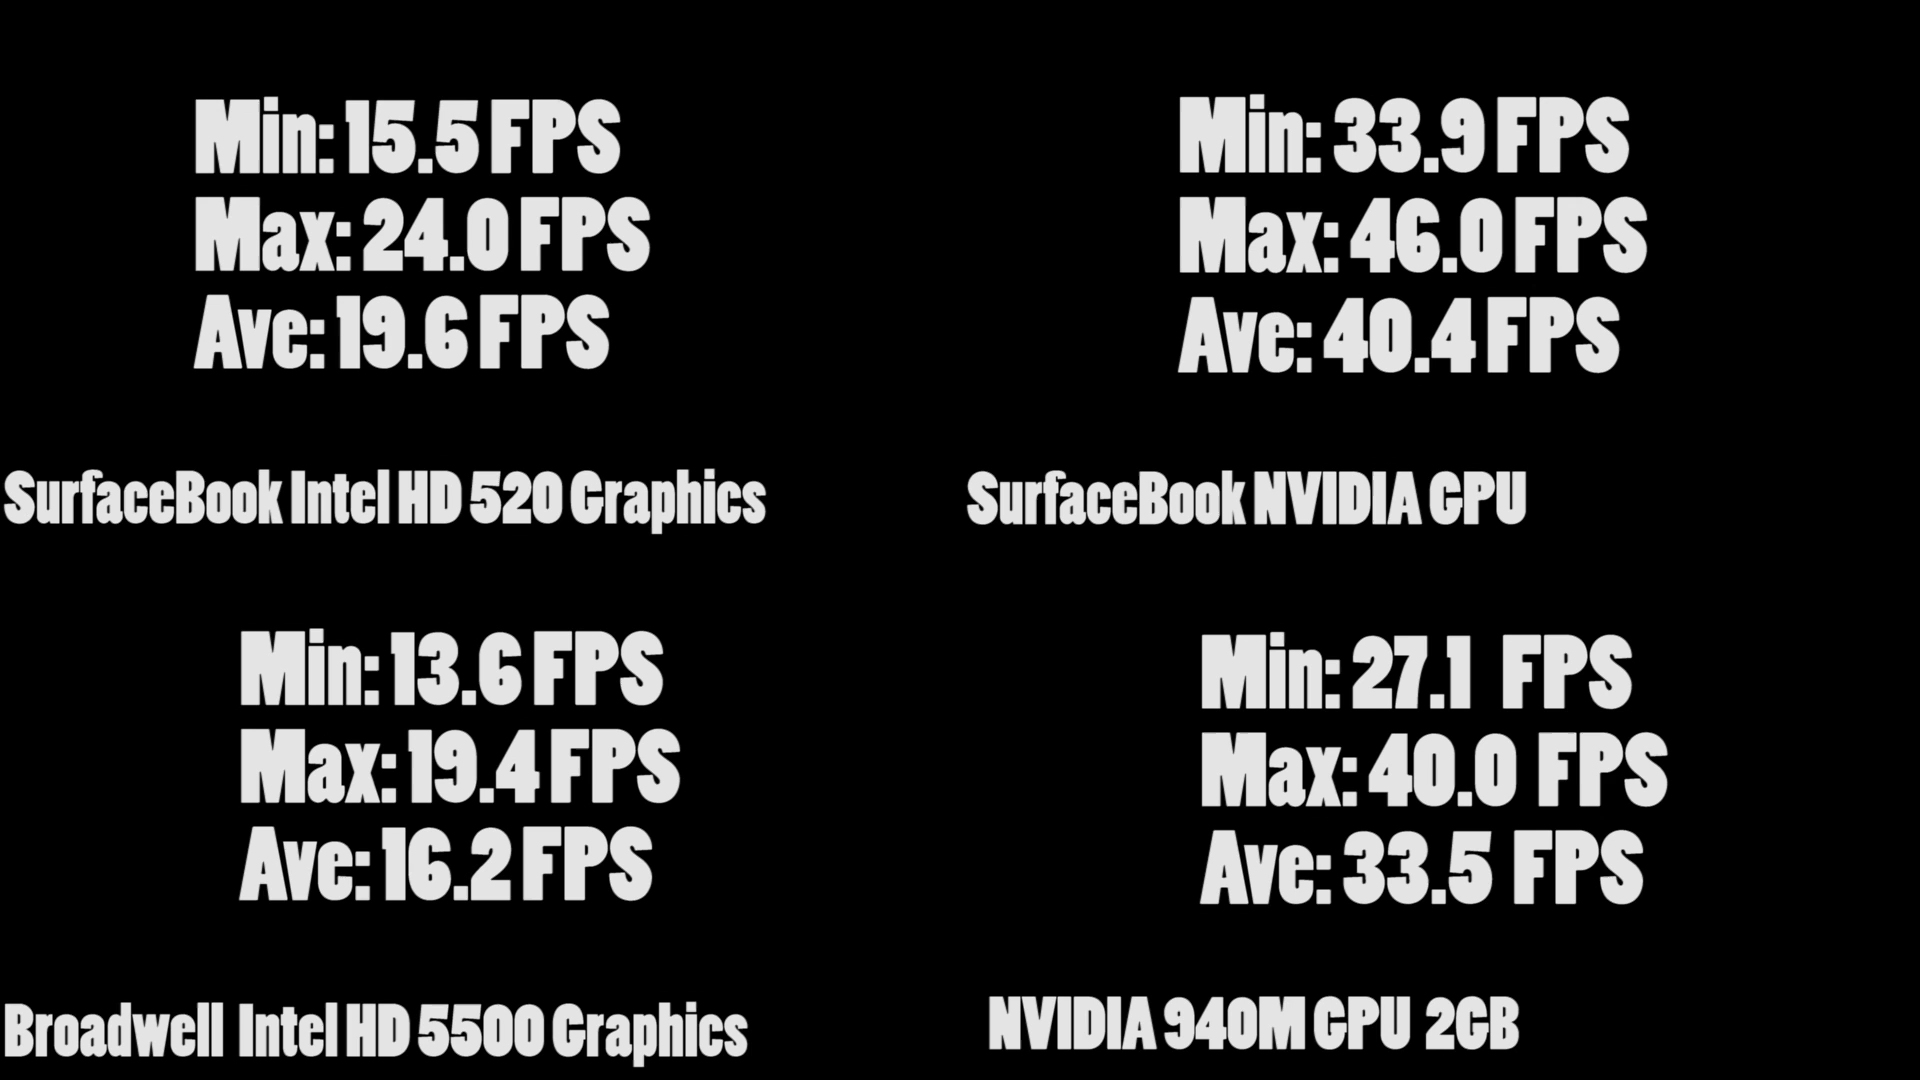 Min: 15.5 FPS
Max: 24.0 FPS
Ave: 19.6 FPS
SurfaceBook Intel HD 520 Graphics
Min: 33.9 FPS
Max: 46.0 FPS
Ave: 40.4 FPS
SurfaceBook NVIDIA GPU
Min: 13.6 FPS
Max: 19.4 FPS
Ave: 16.2 FPS
Broadwell Intel HD 5500 Graphics
Min: 27.1 FPS
Max: 40.0 FPS
Ave: 33.5 FPS
NVIDIA 940M GPU 2GB